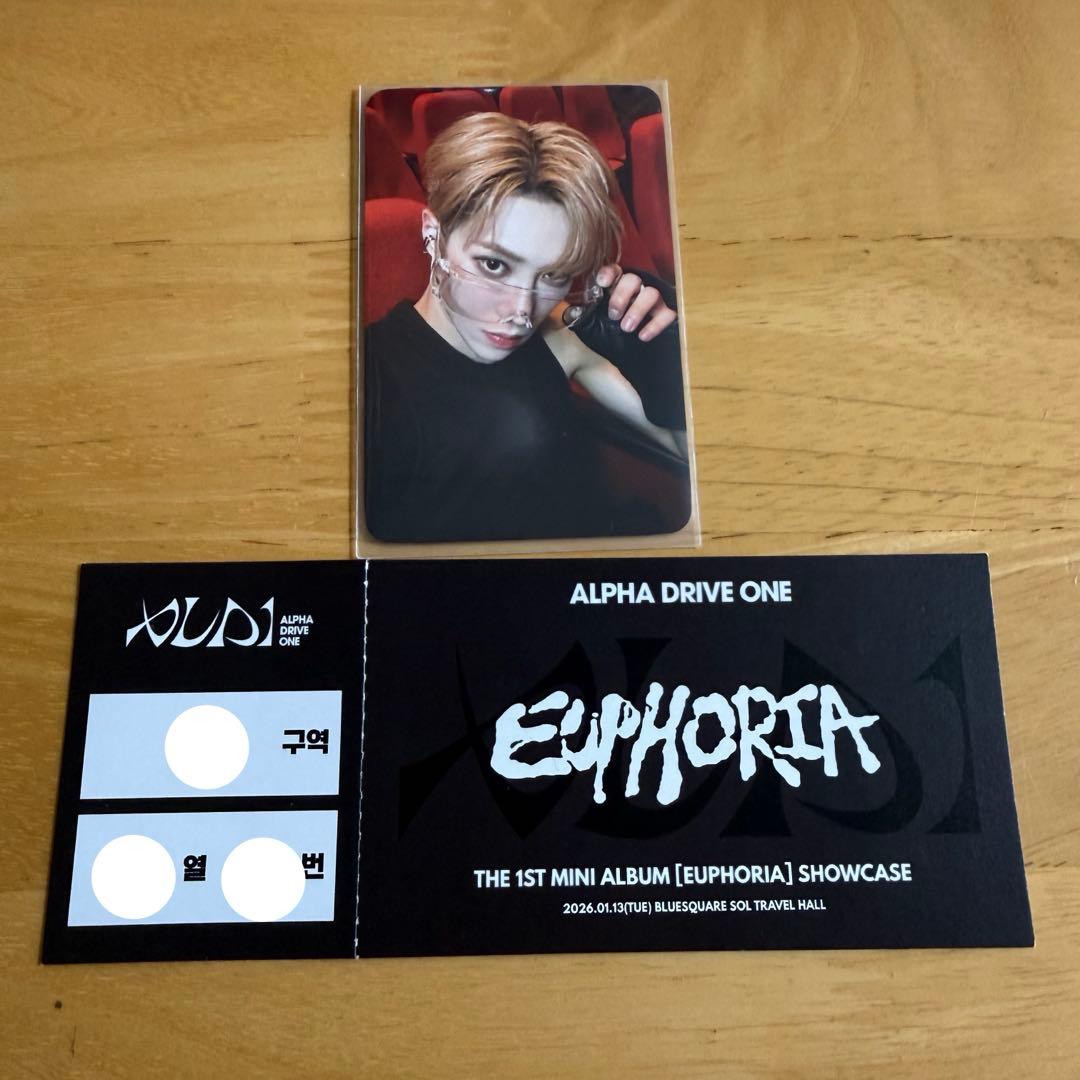 ALPHA
DRIVE
ONE
구역
열 번
ALPHA DRIVE ONE
EUPHORIA
THE 1ST MINI ALBUM [EUPHORIA] SHOWCASE
2026.01.13(TUE) BLUESQUARE SOL TRAVEL HALL